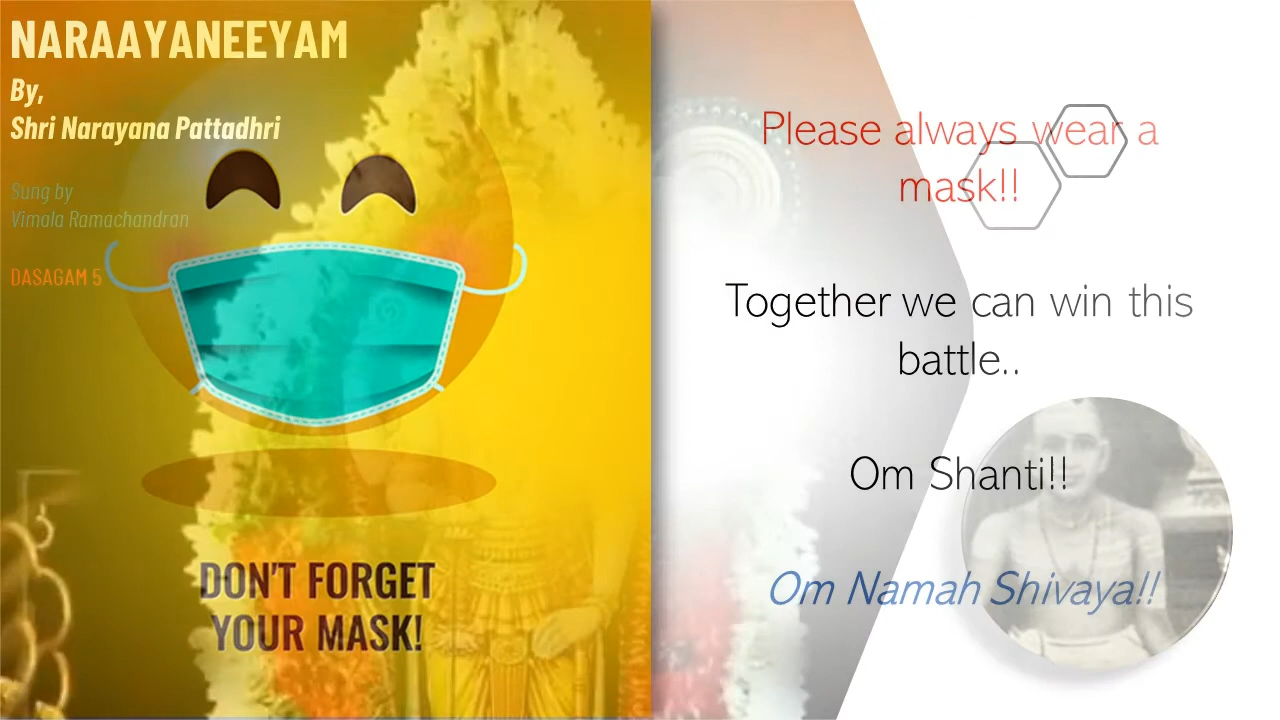 NARAAYANEEYAM
By,
Shri Narayana Pattadhri
Sung by
Vimala Ramachandran
DASAGAM 5
DON'T FORGET
YOUR MASK!
Please always wear a
mask!!
Together we can win this
battle..
Om Shanti!!
Om Namah Shivaya!!